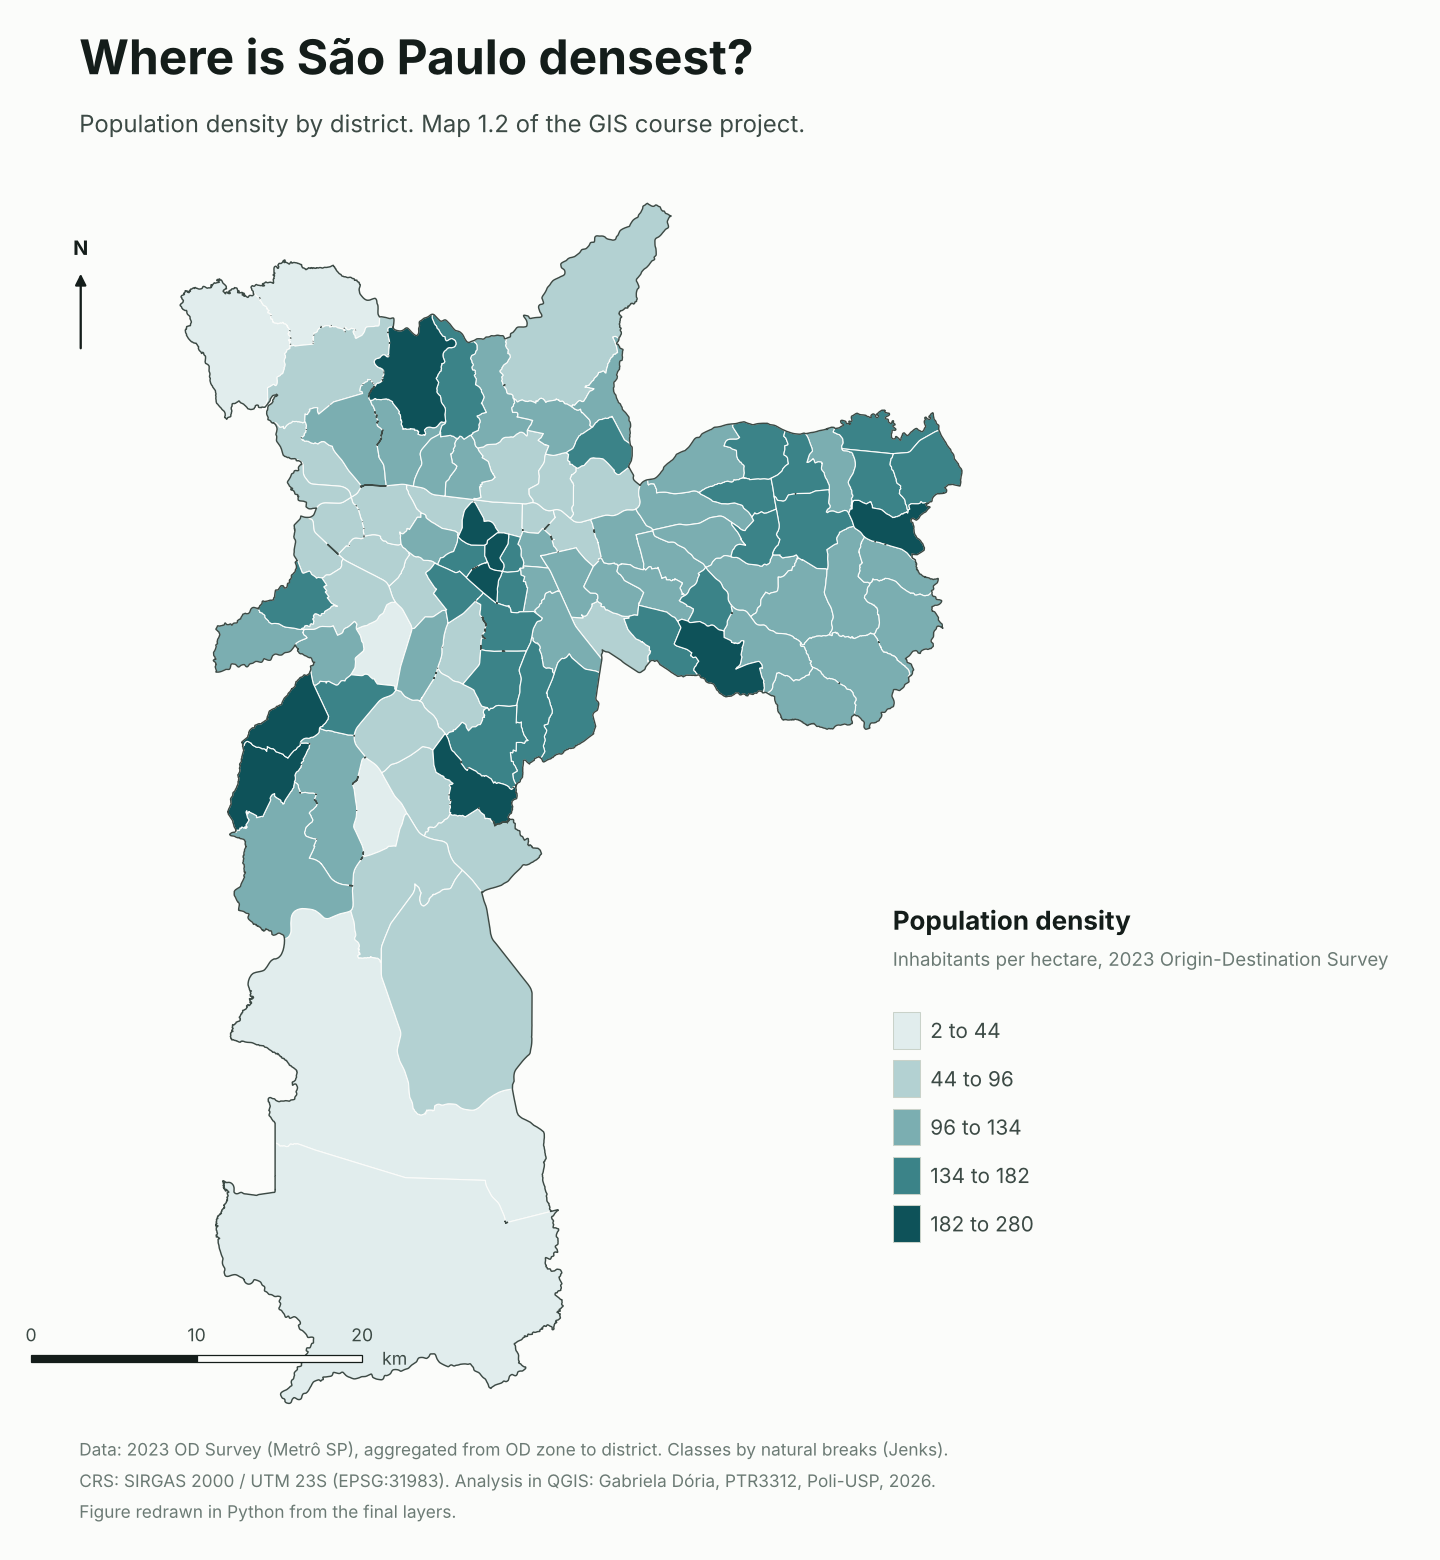 Where is São Paulo densest?
Population density by district. Map 1.2 of the GIS course project.
N
Population density
Inhabitants per hectare, 2023 Origin-Destination Survey
2 to 44
44 to 96
96 to 134
134 to 182
182 to 280
0 10 20
km
Data: 2023 OD Survey (Metrô SP), aggregated from OD zone to district. Classes by natural breaks (Jenks).
CRS: SIRGAS 2000 / UTM 23S (EPSG:31983). Analysis in QGIS: Gabriela Dória, PTR3312, Poli-USP, 2026.
Figure redrawn in Python from the final layers.